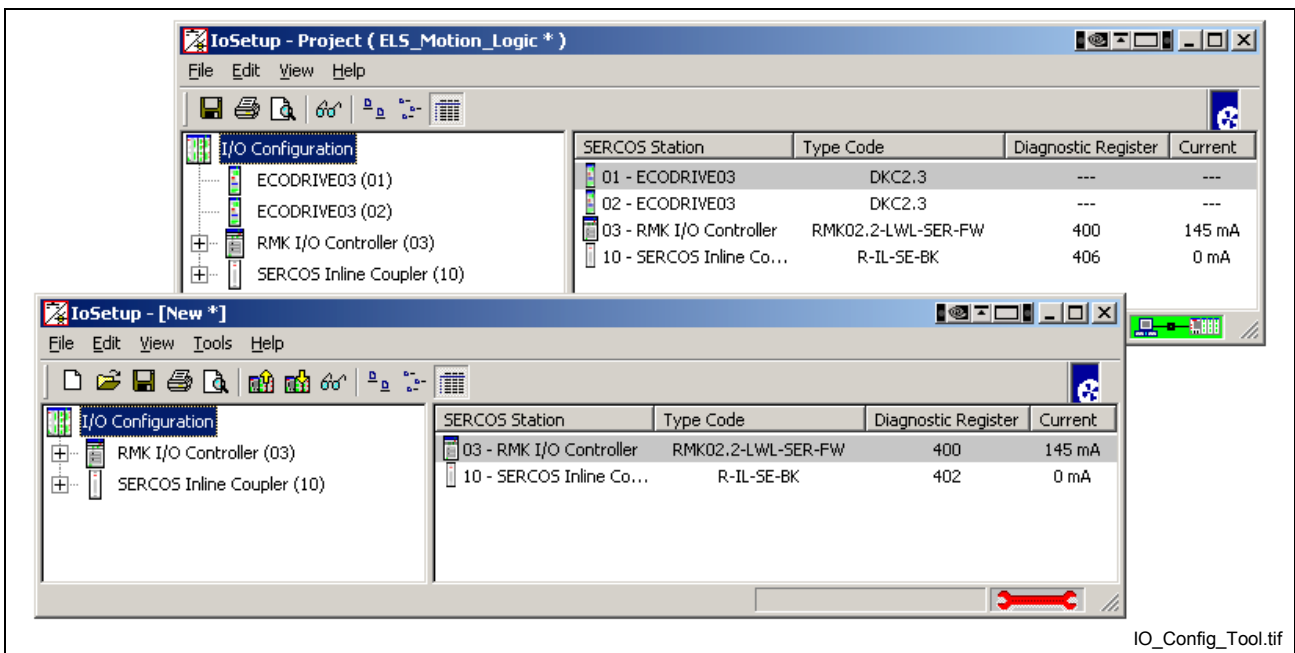 IoSetup - Project ( ELS_Motion_Logic * )
File Edit View Help
I/O Configuration
ECODRIVE03 (01)
ECODRIVE03 (02)
RMK I/O Controller (03)
SERCOS Inline Coupler (10)
SERCOS Station Type Code Diagnostic Register Current
01 - ECODRIVE03 DKC2.3 --- ---
02 - ECODRIVE03 DKC2.3 --- ---
03 - RMK I/O Controller RMK02.2-LWL-SER-FW 400 145 mA
10 - SERCOS Inline Co... R-IL-SE-BK 406 0 mA
IoSetup - [New *]
File Edit View Tools Help
I/O Configuration
RMK I/O Controller (03)
SERCOS Inline Coupler (10)
SERCOS Station Type Code Diagnostic Register Current
03 - RMK I/O Controller RMK02.2-LWL-SER-FW 400 145 mA
10 - SERCOS Inline Co... R-IL-SE-BK 402 0 mA
IO_Config_Tool.tif